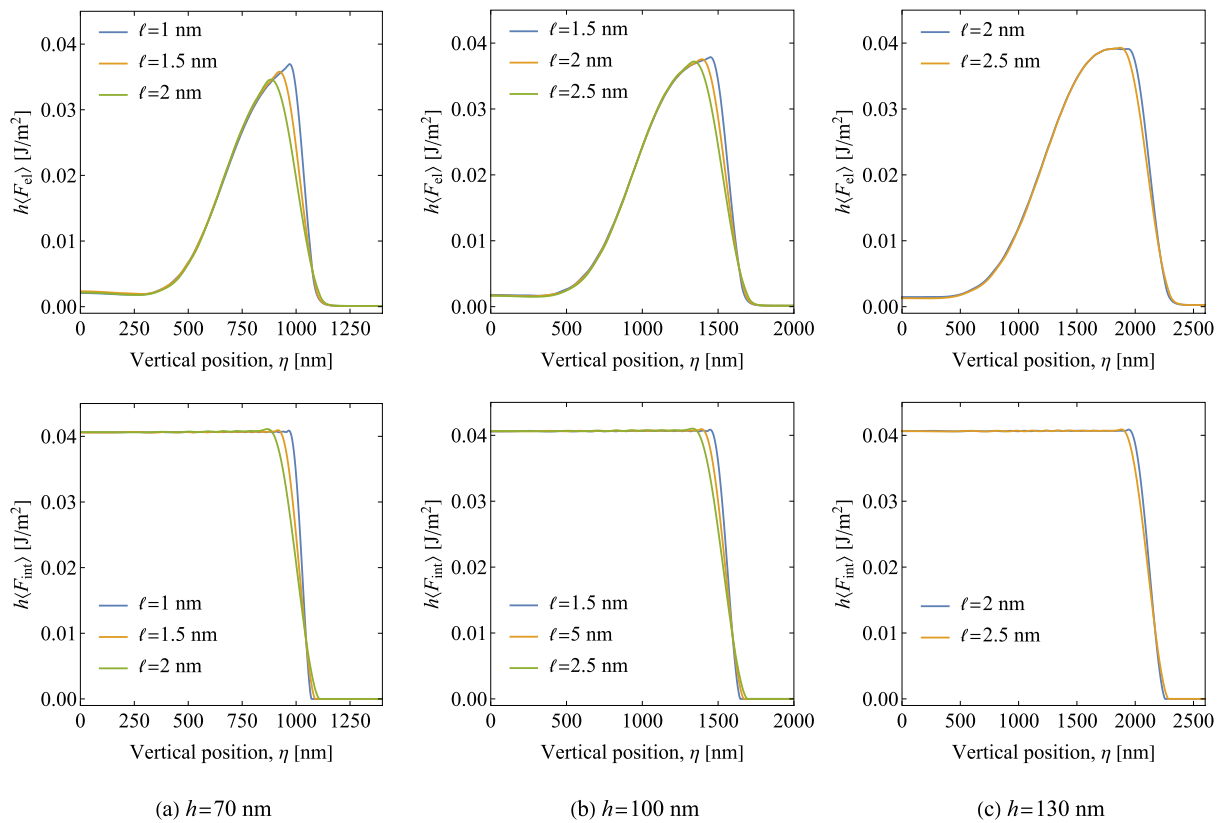 ℓ=1 nm
ℓ=1.5 nm
ℓ=2 nm
h⟨F_el⟩ [J/m²]
0.04
0.03
0.02
0.01
0.00
0 250 500 750 1000 1250
Vertical position, η [nm]
ℓ=1.5 nm
ℓ=2 nm
ℓ=2.5 nm
h⟨F_el⟩ [J/m²]
0.04
0.03
0.02
0.01
0.00
0 500 1000 1500 2000
Vertical position, η [nm]
ℓ=2 nm
ℓ=2.5 nm
h⟨F_el⟩ [J/m²]
0.04
0.03
0.02
0.01
0.00
0 500 1000 1500 2000 2500
Vertical position, η [nm]
h⟨F_int⟩ [J/m²]
0.04
0.03
0.02
0.01
0.00
ℓ=1 nm
ℓ=1.5 nm
ℓ=2 nm
0 250 500 750 1000 1250
Vertical position, η [nm]
h⟨F_int⟩ [J/m²]
0.04
0.03
0.02
0.01
0.00
ℓ=1.5 nm
ℓ=5 nm
ℓ=2.5 nm
0 500 1000 1500 2000
Vertical position, η [nm]
h⟨F_int⟩ [J/m²]
0.04
0.03
0.02
0.01
0.00
ℓ=2 nm
ℓ=2.5 nm
0 500 1000 1500 2000 2500
Vertical position, η [nm]
(a) h=70 nm
(b) h=100 nm
(c) h=130 nm